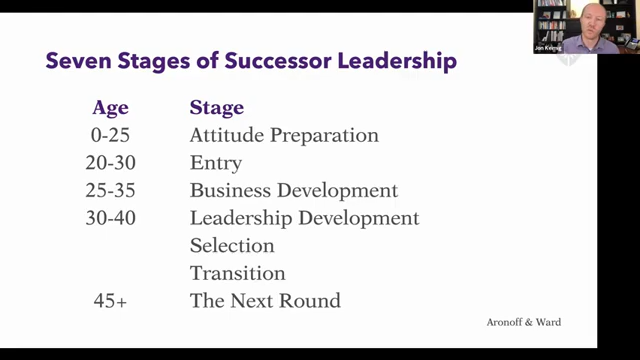 Seven Stages of Successor Leadership
Age Stage
0-25 Attitude Preparation
20-30 Entry
25-35 Business Development
30-40 Leadership Development
Selection
Transition
45+ The Next Round
Aronoff & Ward
Jon Keimig